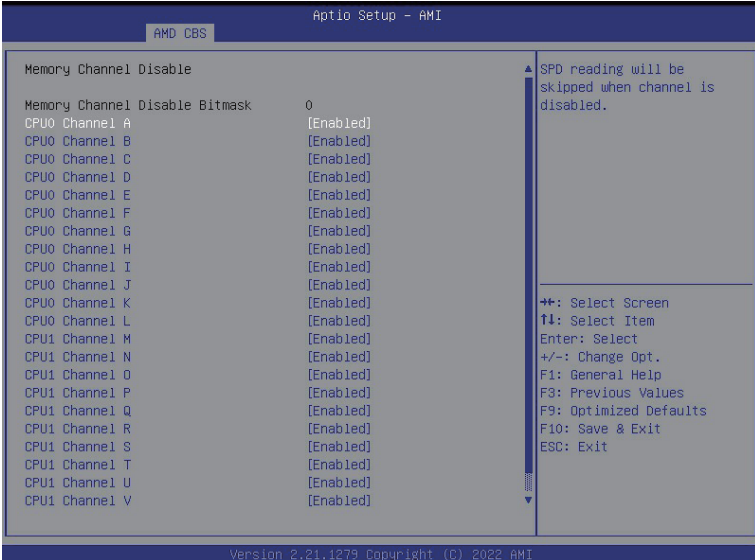 Aptio Setup - AMI
AMD CBS
Memory Channel Disable
Memory Channel Disable Bitmask 0
CPU0 Channel A [Enabled]
CPU0 Channel B [Enabled]
CPU0 Channel C [Enabled]
CPU0 Channel D [Enabled]
CPU0 Channel E [Enabled]
CPU0 Channel F [Enabled]
CPU0 Channel G [Enabled]
CPU0 Channel H [Enabled]
CPU0 Channel I [Enabled]
CPU0 Channel J [Enabled]
CPU0 Channel K [Enabled]
CPU0 Channel L [Enabled]
CPU1 Channel M [Enabled]
CPU1 Channel N [Enabled]
CPU1 Channel O [Enabled]
CPU1 Channel P [Enabled]
CPU1 Channel Q [Enabled]
CPU1 Channel R [Enabled]
CPU1 Channel S [Enabled]
CPU1 Channel T [Enabled]
CPU1 Channel U [Enabled]
CPU1 Channel V [Enabled]
SPD reading will be
skipped when channel is
disabled.
→←: Select Screen
↑↓: Select Item
Enter: Select
+/-: Change Opt.
F1: General Help
F3: Previous Values
F9: Optimized Defaults
F10: Save & Exit
ESC: Exit
Version 2.21.1279 Copyright (C) 2022 AMI